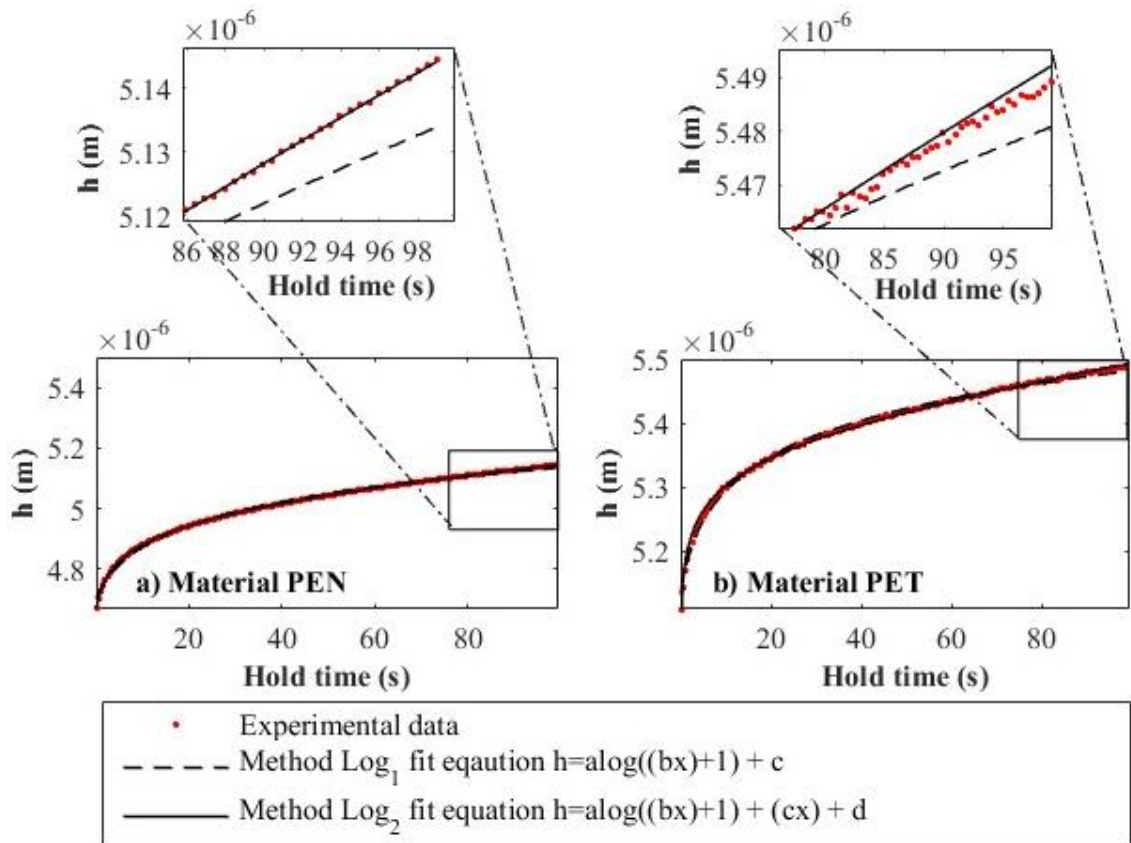 ×10⁻⁶
5.14
5.13
5.12
h (m)
86 88 90 92 94 96 98
Hold time (s)
×10⁻⁶
5.49
5.48
5.47
h (m)
80 85 90 95
Hold time (s)
×10⁻⁶
5.4
5.2
5
4.8
h (m)
a) Material PEN
20 40 60 80
Hold time (s)
×10⁻⁶
5.5
5.4
5.3
5.2
h (m)
b) Material PET
20 40 60 80
Hold time (s)
Experimental data
Method Log₁ fit eqaution h=alog((bx)+1) + c
Method Log₂ fit equation h=alog((bx)+1) + (cx) + d